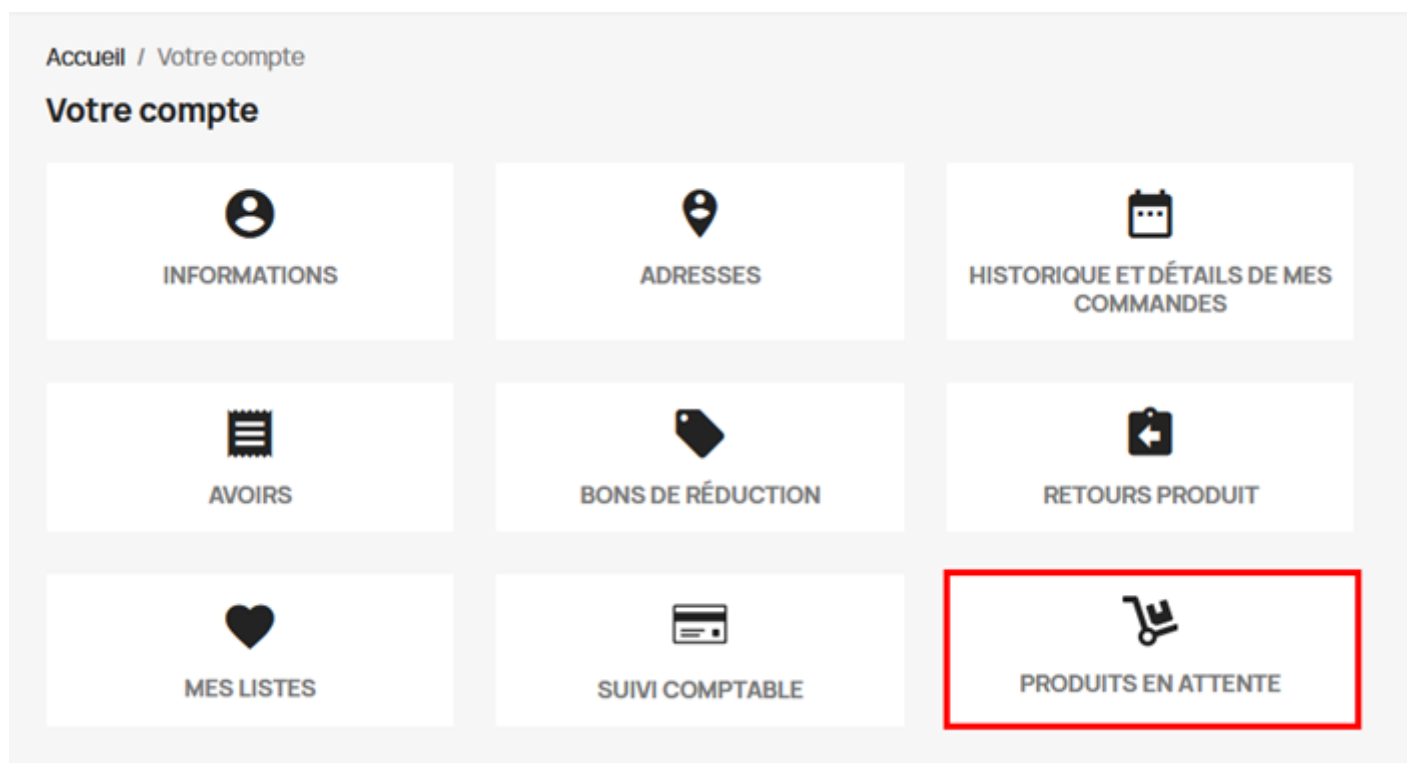 Accueil / Votre compte
Votre compte
INFORMATIONS
ADRESSES
HISTORIQUE ET DÉTAILS DE MES
COMMANDES
AVOIRS
BONS DE RÉDUCTION
RETOURS PRODUIT
MES LISTES
SUIVI COMPTABLE
PRODUITS EN ATTENTE